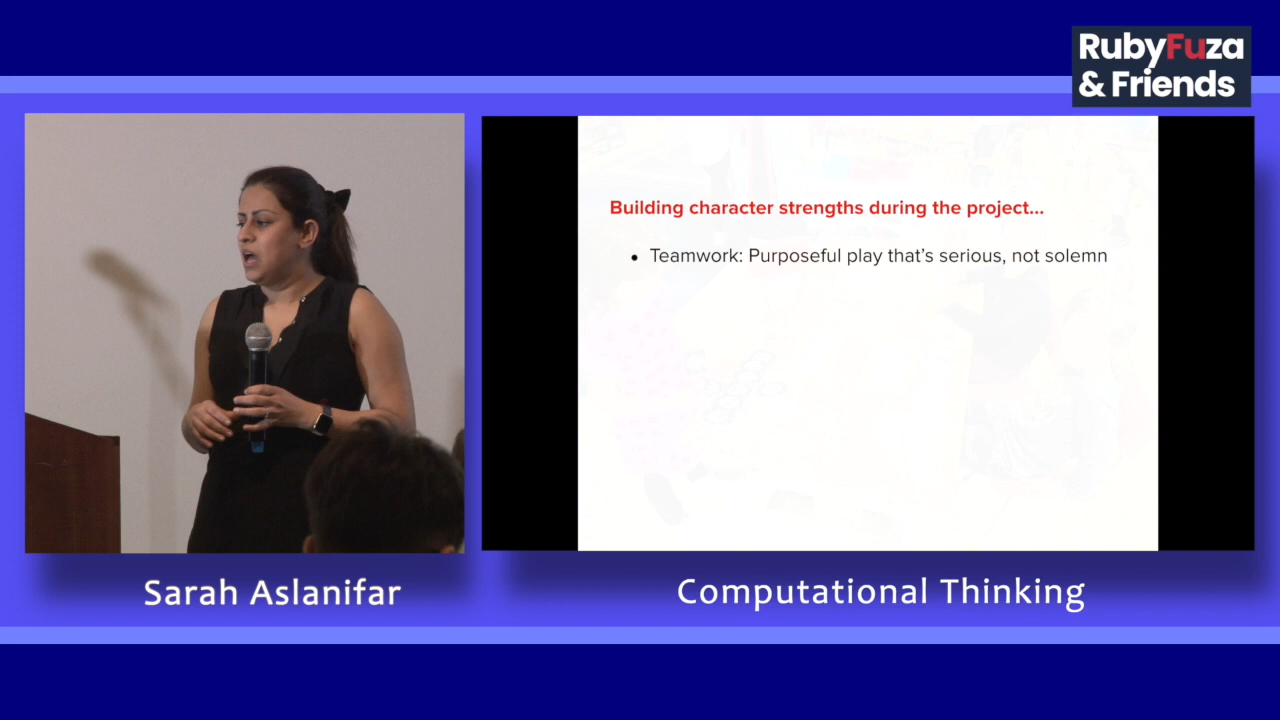 RubyFuza
& Friends
Building character strengths during the project...
• Teamwork: Purposeful play that's serious, not solemn
Sarah Aslanifar
Computational Thinking